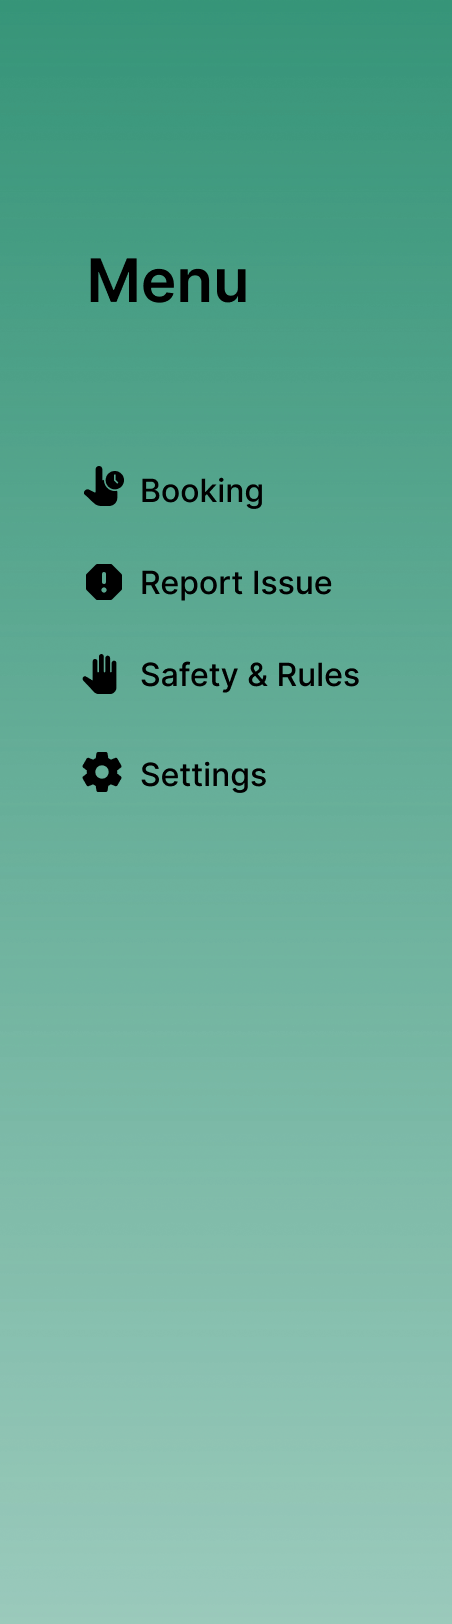 Menu
Booking
Report Issue
Safety & Rules
Settings